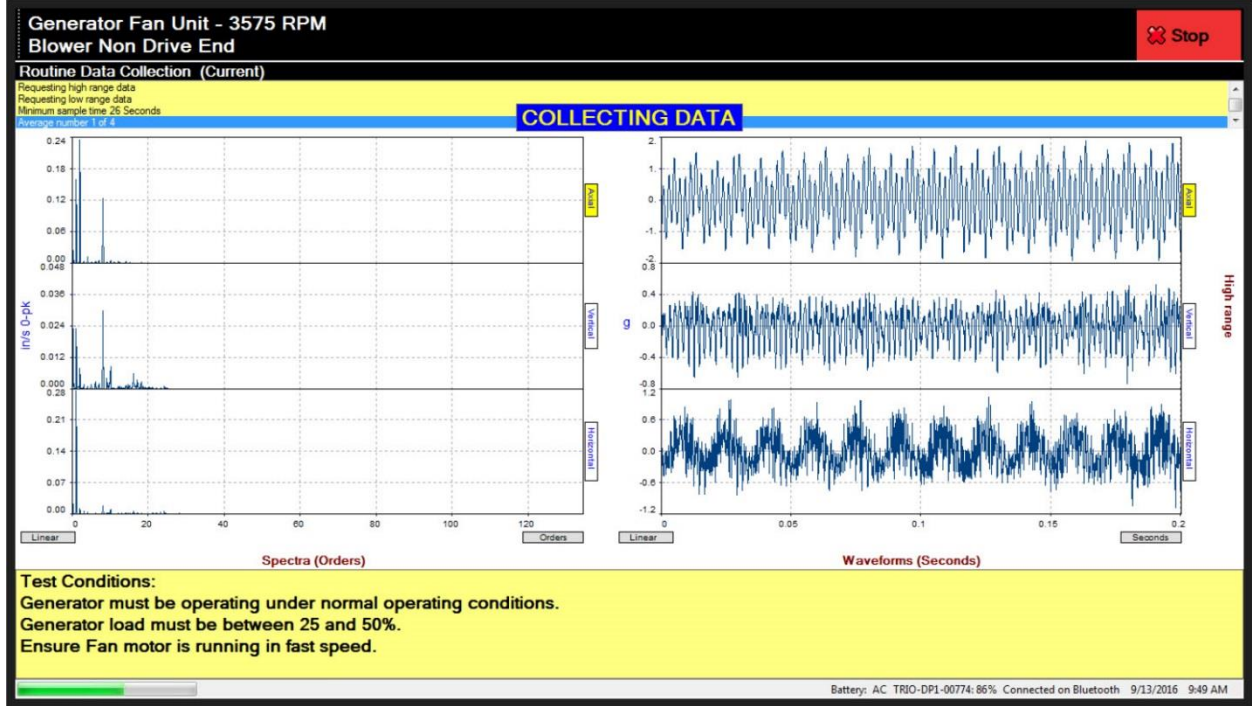 Generator Fan Unit - 3575 RPM
Blower Non Drive End
Stop
Routine Data Collection (Current)
Requesting high range data
Requesting low range data
Minimum sample time 26 Seconds
Average number 1 of 4
COLLECTING DATA
0.24
0.18
0.12
0.06
0.00
Axial
0.048
0.036
0.024
0.012
0.000
Vertical
in/s 0-pk
0.28
0.21
0.14
0.07
0.00
Horizontal
0 20 40 60 80 100 120
Linear
Orders
Spectra (Orders)
2.
1.
0.
-1.
-2.
Axial
0.8
0.4
0.0
-0.4
-0.8
Vertical
g
High range
1.2
0.6
0.0
-0.6
-1.2
Horizontal
0 0.05 0.1 0.15 0.2
Linear
Seconds
Waveforms (Seconds)
Test Conditions:
Generator must be operating under normal operating conditions.
Generator load must be between 25 and 50%.
Ensure Fan motor is running in fast speed.
Battery: AC TRIO-DP1-00774: 86% Connected on Bluetooth 9/13/2016 9:49 AM